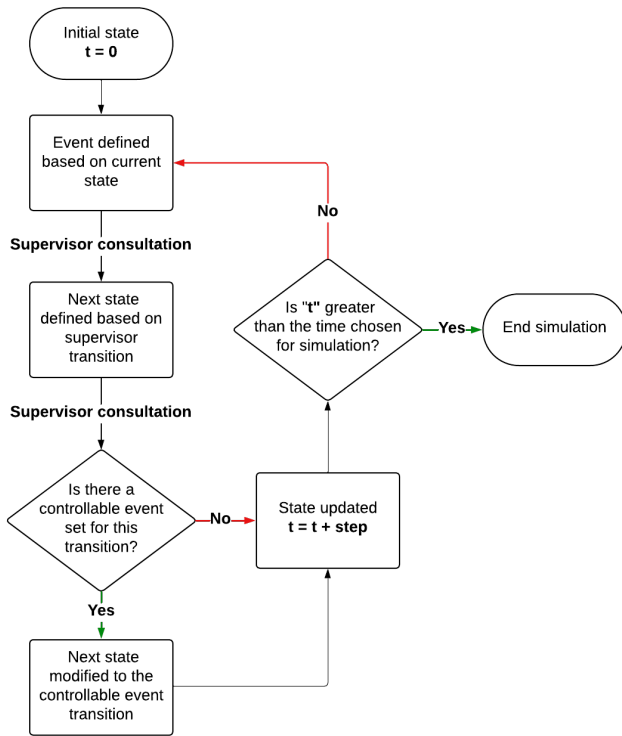 Initial state
t = 0
Event defined
based on current
state
Supervisor consultation
Next state
defined based on
supervisor
transition
Supervisor consultation
Is there a
controllable event
set for this
transition?
No
Yes
Next state
modified to the
controllable event
transition
State updated
t = t + step
Is "t" greater
than the time chosen
for simulation?
No
Yes
End simulation